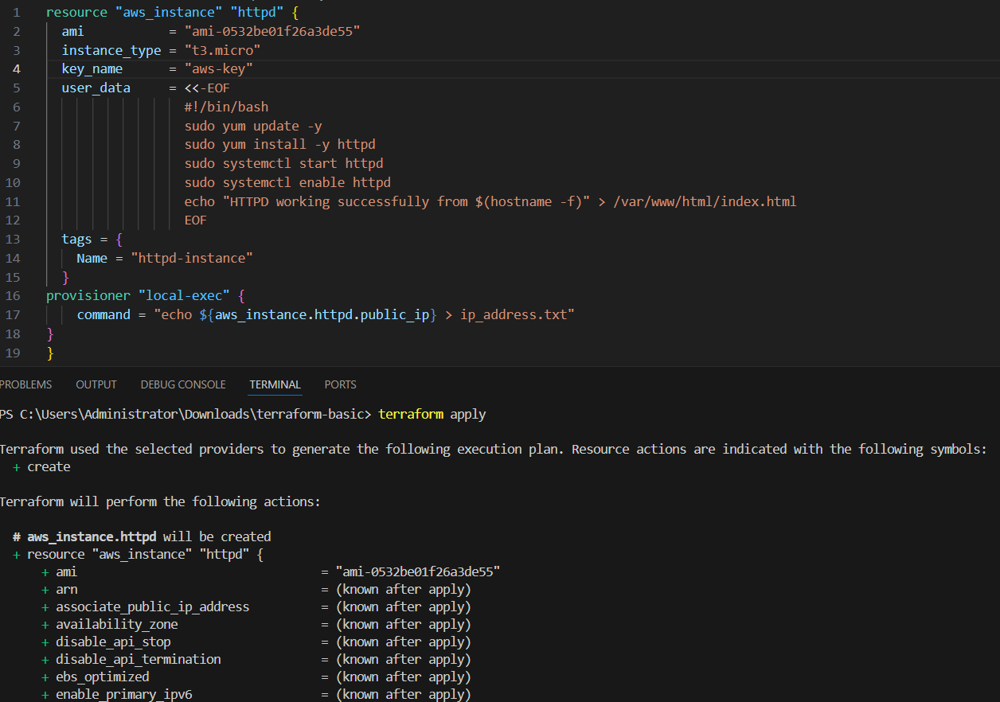 1 resource "aws_instance" "httpd" {
2 ami = "ami-0532be01f26a3de55"
3 instance_type = "t3.micro"
4 key_name = "aws-key"
5 user_data = <<-EOF
6 #!/bin/bash
7 sudo yum update -y
8 sudo yum install -y httpd
9 sudo systemctl start httpd
10 sudo systemctl enable httpd
11 echo "HTTPD working successfully from $(hostname -f)" > /var/www/html/index.html
12 EOF
13 tags = {
14 Name = "httpd-instance"
15 }
16 provisioner "local-exec" {
17 command = "echo ${aws_instance.httpd.public_ip} > ip_address.txt"
18 }
19 }
PROBLEMS OUTPUT DEBUG CONSOLE TERMINAL PORTS
PS C:\Users\Administrator\Downloads\terraform-basic> terraform apply
Terraform used the selected providers to generate the following execution plan. Resource actions are indicated with the following symbols:
+ create
Terraform will perform the following actions:
# aws_instance.httpd will be created
+ resource "aws_instance" "httpd" {
+ ami = "ami-0532be01f26a3de55"
+ arn = (known after apply)
+ associate_public_ip_address = (known after apply)
+ availability_zone = (known after apply)
+ disable_api_stop = (known after apply)
+ disable_api_termination = (known after apply)
+ ebs_optimized = (known after apply)
+ enable_primary_ipv6 = (known after apply)